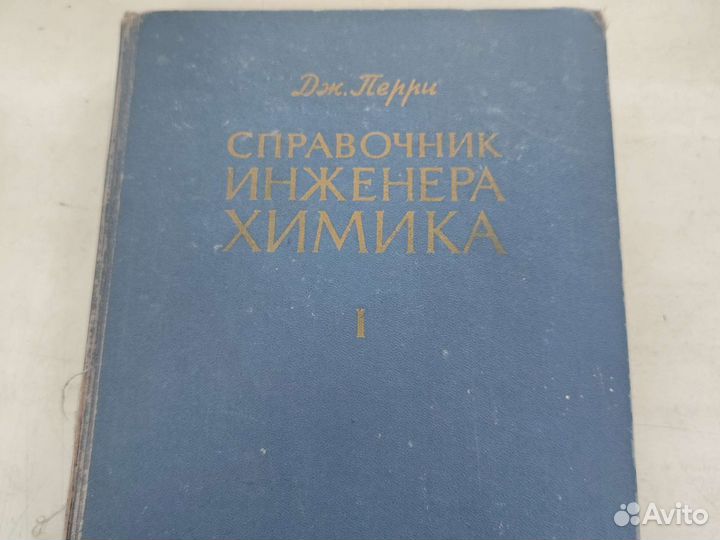 Дж. Перри
СПРАВОЧНИК
ИНЖЕНЕРА
ХИМИКА
I
Avito